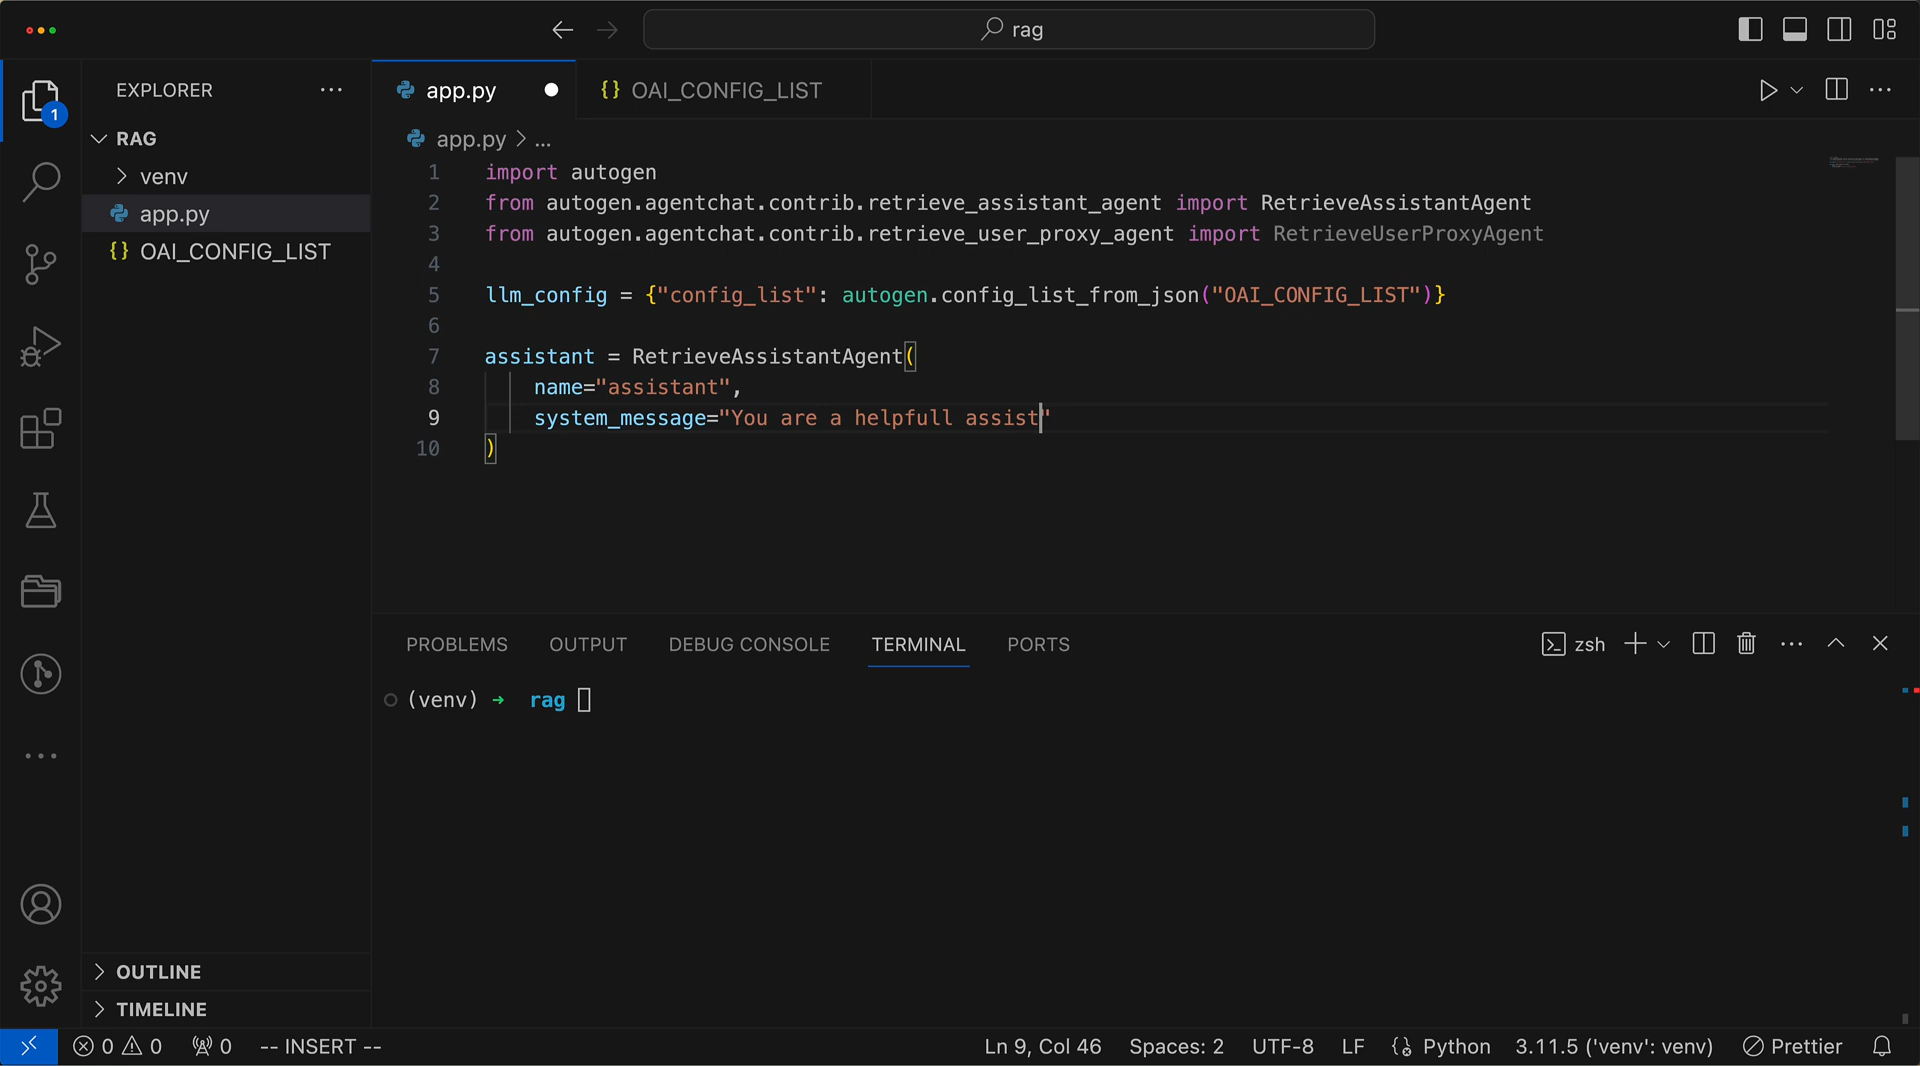 rag
EXPLORER
1
RAG
venv
app.py
OAI_CONFIG_LIST
app.py
OAI_CONFIG_LIST
app.py > ...
1 import autogen
2 from autogen.agentchat.contrib.retrieve_assistant_agent import RetrieveAssistantAgent
3 from autogen.agentchat.contrib.retrieve_user_proxy_agent import RetrieveUserProxyAgent
4
5 llm_config = {"config_list": autogen.config_list_from_json("OAI_CONFIG_LIST")}
6
7 assistant = RetrieveAssistantAgent(
8 name="assistant",
9 system_message="You are a helpfull assist"
10 )
PROBLEMS OUTPUT DEBUG CONSOLE TERMINAL PORTS
zsh
(venv) → rag
OUTLINE
TIMELINE
0 0 0 -- INSERT -- Ln 9, Col 46 Spaces: 2 UTF-8 LF Python 3.11.5 ('venv': venv) Prettier